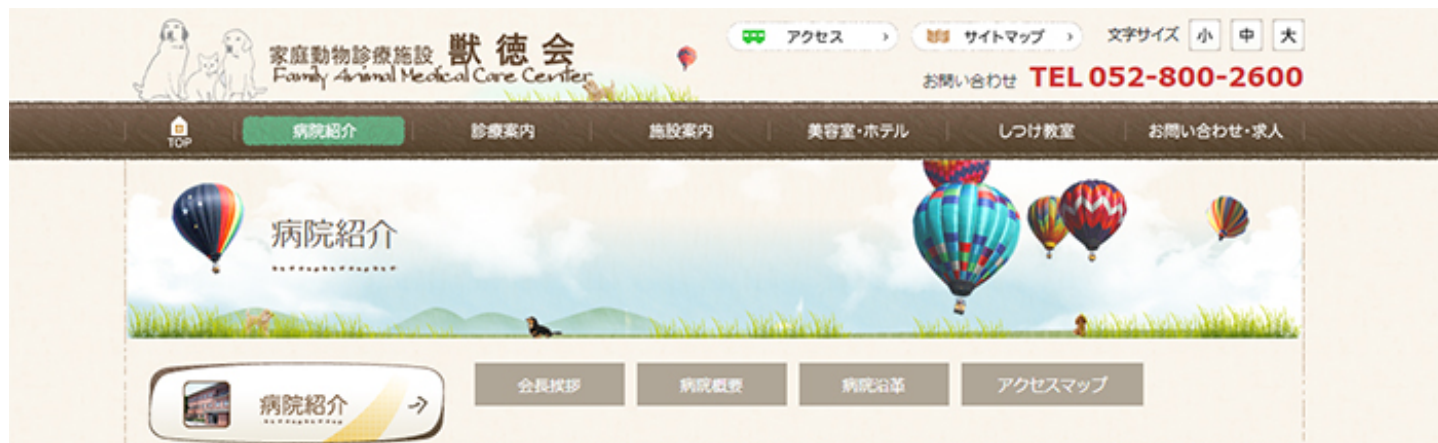 家庭動物診療施設 獣徳会
Family Animal Medical Care Center
アクセス
サイトマップ
文字サイズ 小 中 大
お問い合わせ TEL 052-800-2600
TOP
病院紹介
診療案内
施設案内
美容室・ホテル
しつけ教室
お問い合わせ・求人
病院紹介
病院紹介
会長挨拶
病院概要
病院沿革
アクセスマップ